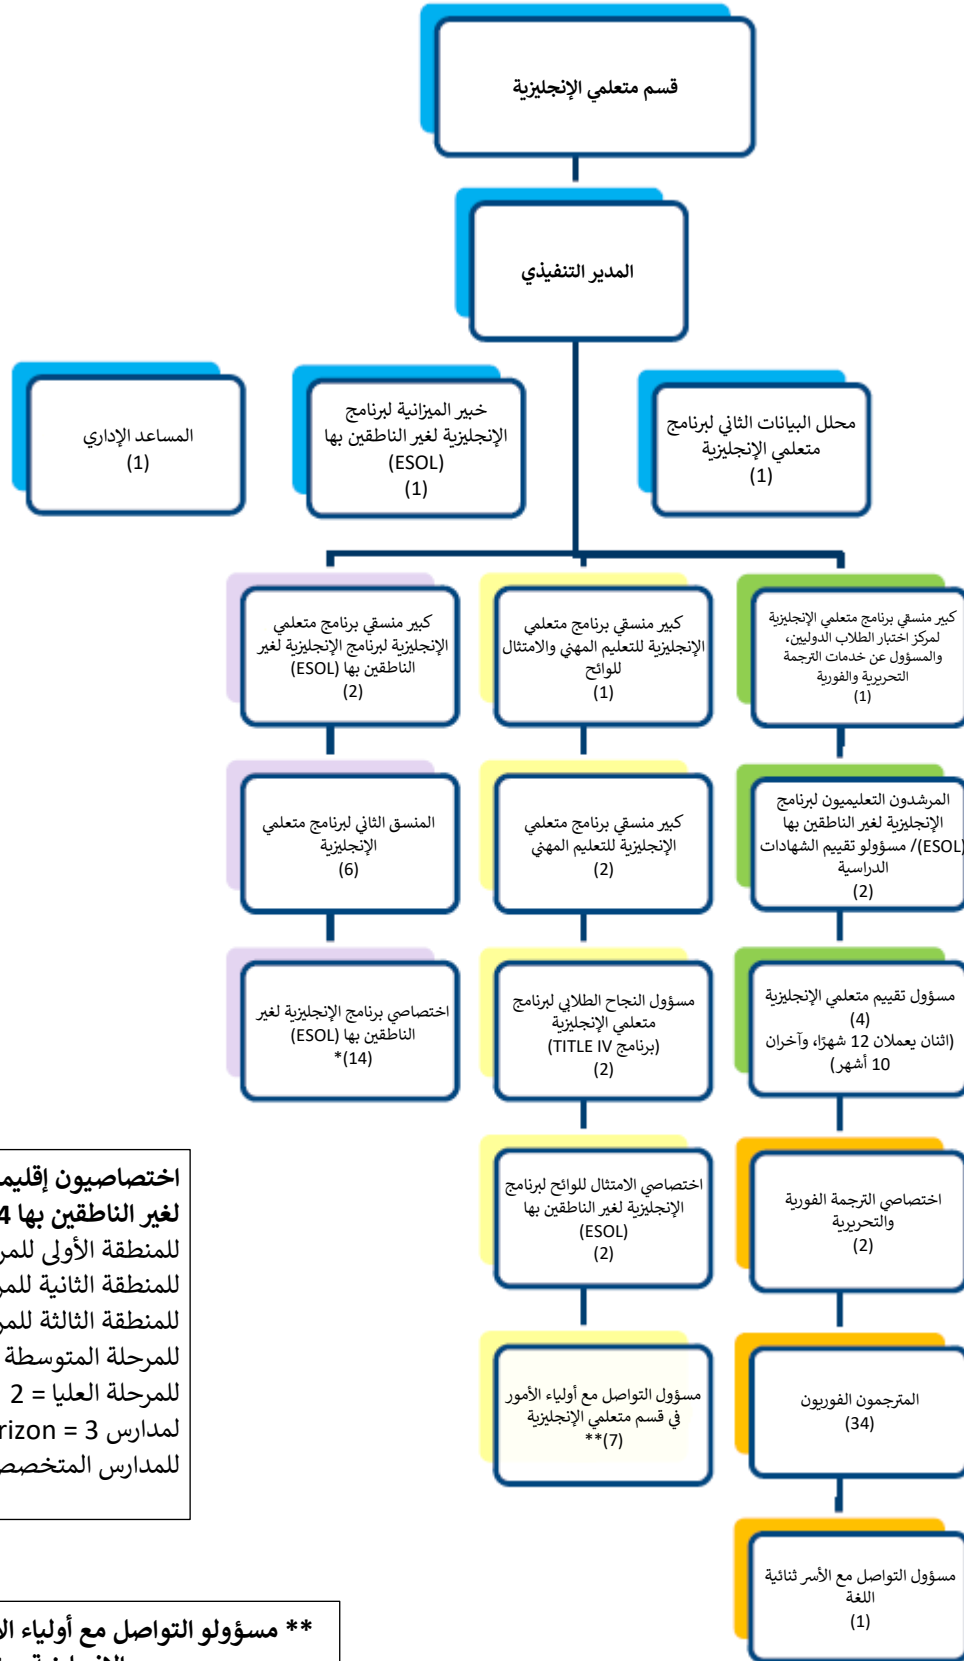 قسم متعلمي الإنجليزية
المدير التنفيذي
محلل البيانات الثاني لبرنامج
متعلمي الإنجليزية
(1)
خبير الميزانية لبرنامج
الإنجليزية لغير الناطقين بها
(ESOL)
(1)
المساعد الإداري
(1)
كبير منسقي برنامج متعلمي الإنجليزية
لمركز اختبار الطلاب الدوليين،
والمسؤول عن خدمات الترجمة
التحريرية والفورية
(1)
المرشدون التعليميون لبرنامج
الإنجليزية لغير الناطقين بها
(ESOL)/ مسؤولو تقييم الشهادات
الدراسية
(2)
مسؤول تقييم متعلمي الإنجليزية
(4)
(اثنان يعملان 12 شهرًا، وآخران
10 أشهر)
اختصاصي الترجمة الفورية
والتحريرية
(2)
المترجمون الفوريون
(34)
مسؤول التواصل مع الأسر ثنائية
اللغة
(1)
كبير منسقي برنامج متعلمي
الإنجليزية للتعليم المهني والامتثال
للوائح
(1)
كبير منسقي برنامج متعلمي
الإنجليزية للتعليم المهني
(2)
مسؤول النجاح الطلابي لبرنامج
متعلمي الإنجليزية
(برنامج TITLE IV)
(2)
اختصاصي الامتثال للوائح لبرنامج
الإنجليزية لغير الناطقين بها
(ESOL)
(2)
مسؤول التواصل مع أولياء الأمور
في قسم متعلمي الإنجليزية
(7)**
كبير منسقي برنامج متعلمي
الإنجليزية لبرنامج الإنجليزية لغير
الناطقين بها (ESOL)
(2)
المنسق الثاني لبرنامج متعلمي
الإنجليزية
(6)
اختصاصي برنامج الإنجليزية لغير
الناطقين بها (ESOL)
(14)*
اختصاصيون
لغير الناطقين بها
للمنطقة الأولى
للمنطقة الثانية
للمنطقة الثالثة
للمرحلة المتوسطة
للمرحلة العليا = 2
لمدارس = 3
للمدارس
** مسؤولو التواصل مع أولياء